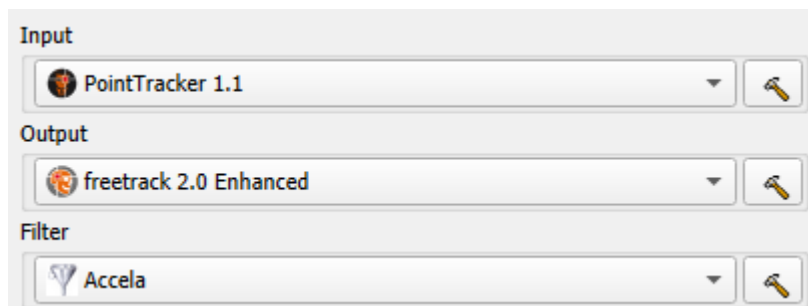 Input
PointTracker 1.1
Output
freetrack 2.0 Enhanced
Filter
Accela